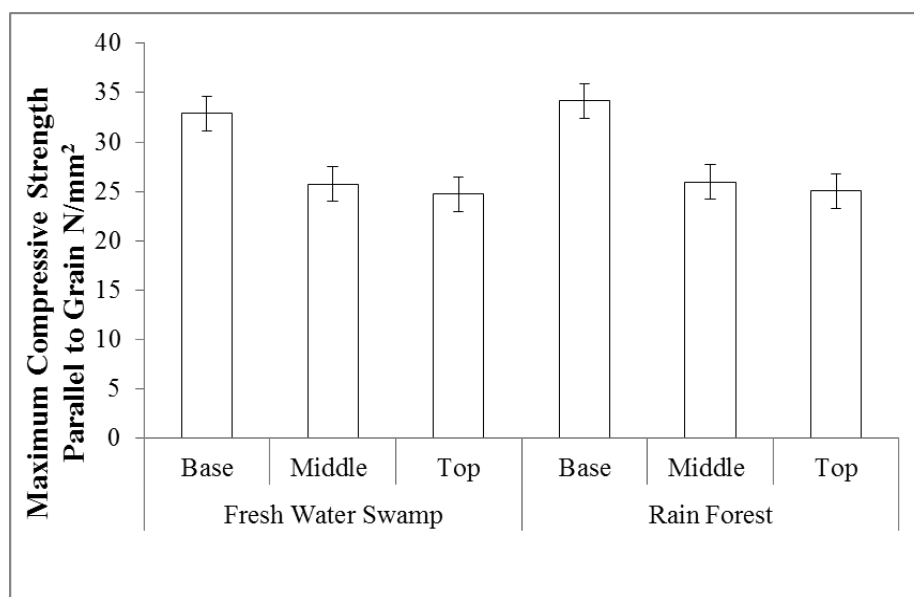 Maximum Compressive Strength
Parallel to Grain N/mm²
40
35
30
25
20
15
10
5
0
Base
Middle
Top
Base
Middle
Top
Fresh Water Swamp
Rain Forest